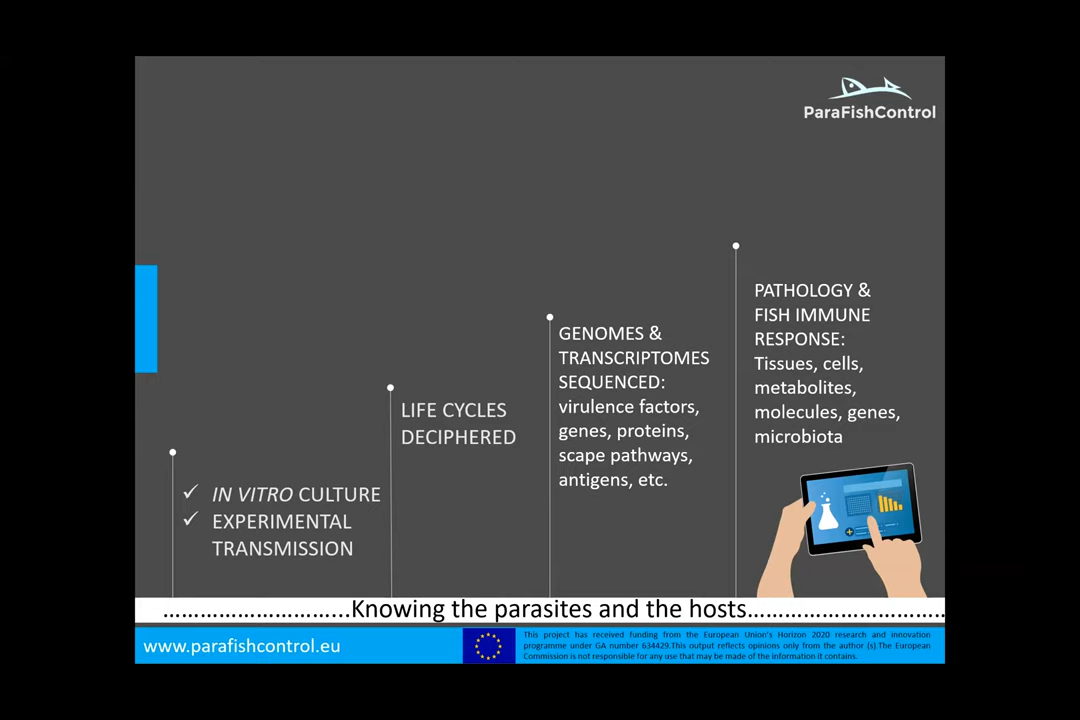 ParaFishControl
PATHOLOGY &
FISH IMMUNE
RESPONSE:
Tissues, cells,
metabolites,
molecules, genes,
microbiota
GENOMES &
TRANSCRIPTOMES
SEQUENCED:
virulence factors,
genes, proteins,
scape pathways,
antigens, etc.
LIFE CYCLES
DECIPHERED
✓ IN VITRO CULTURE
✓ EXPERIMENTAL
TRANSMISSION
………………………...Knowing the parasites and the hosts…………………………..
www.parafishcontrol.eu
This project has received funding from the European Union's Horizon 2020 research and innovation
programme under GA number 634429.This output reflects opinions only from the author (s).The European
Commission is not responsible for any use that may be made of the information it contains.